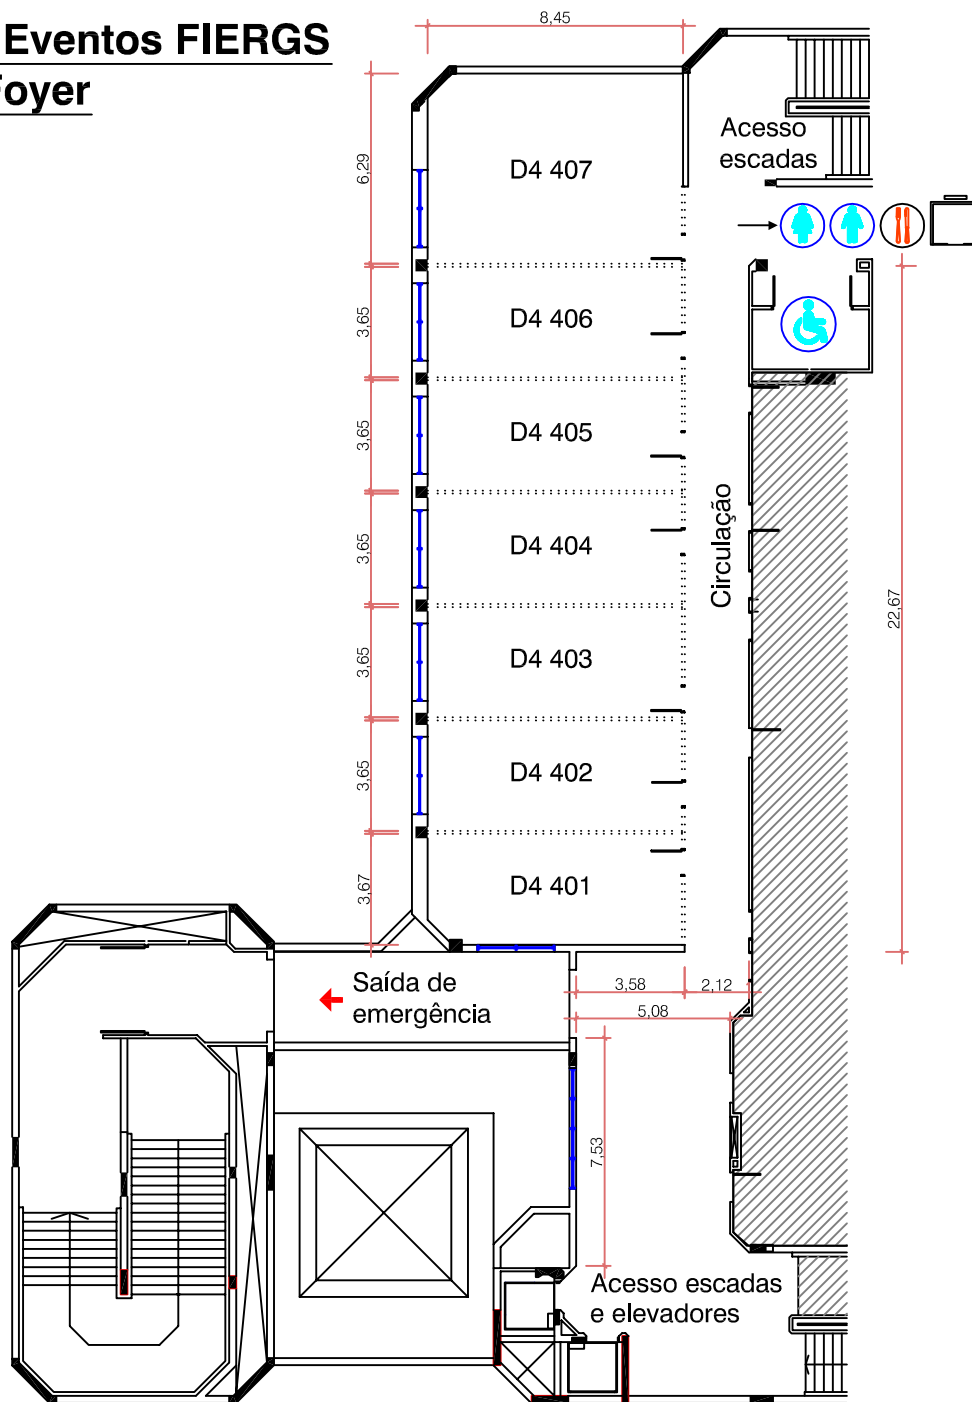 Eventos FIERGS
Foyer
8,45
Acesso
escadas
6,29
D4 407
3,65
D4 406
3,65
D4 405
3,65
D4 404
Circulação
22,67
3,65
D4 403
3,65
D4 402
3,67
D4 401
Saída de
emergência
3,58
2,12
5,08
7,53
Acesso escadas
e elevadores